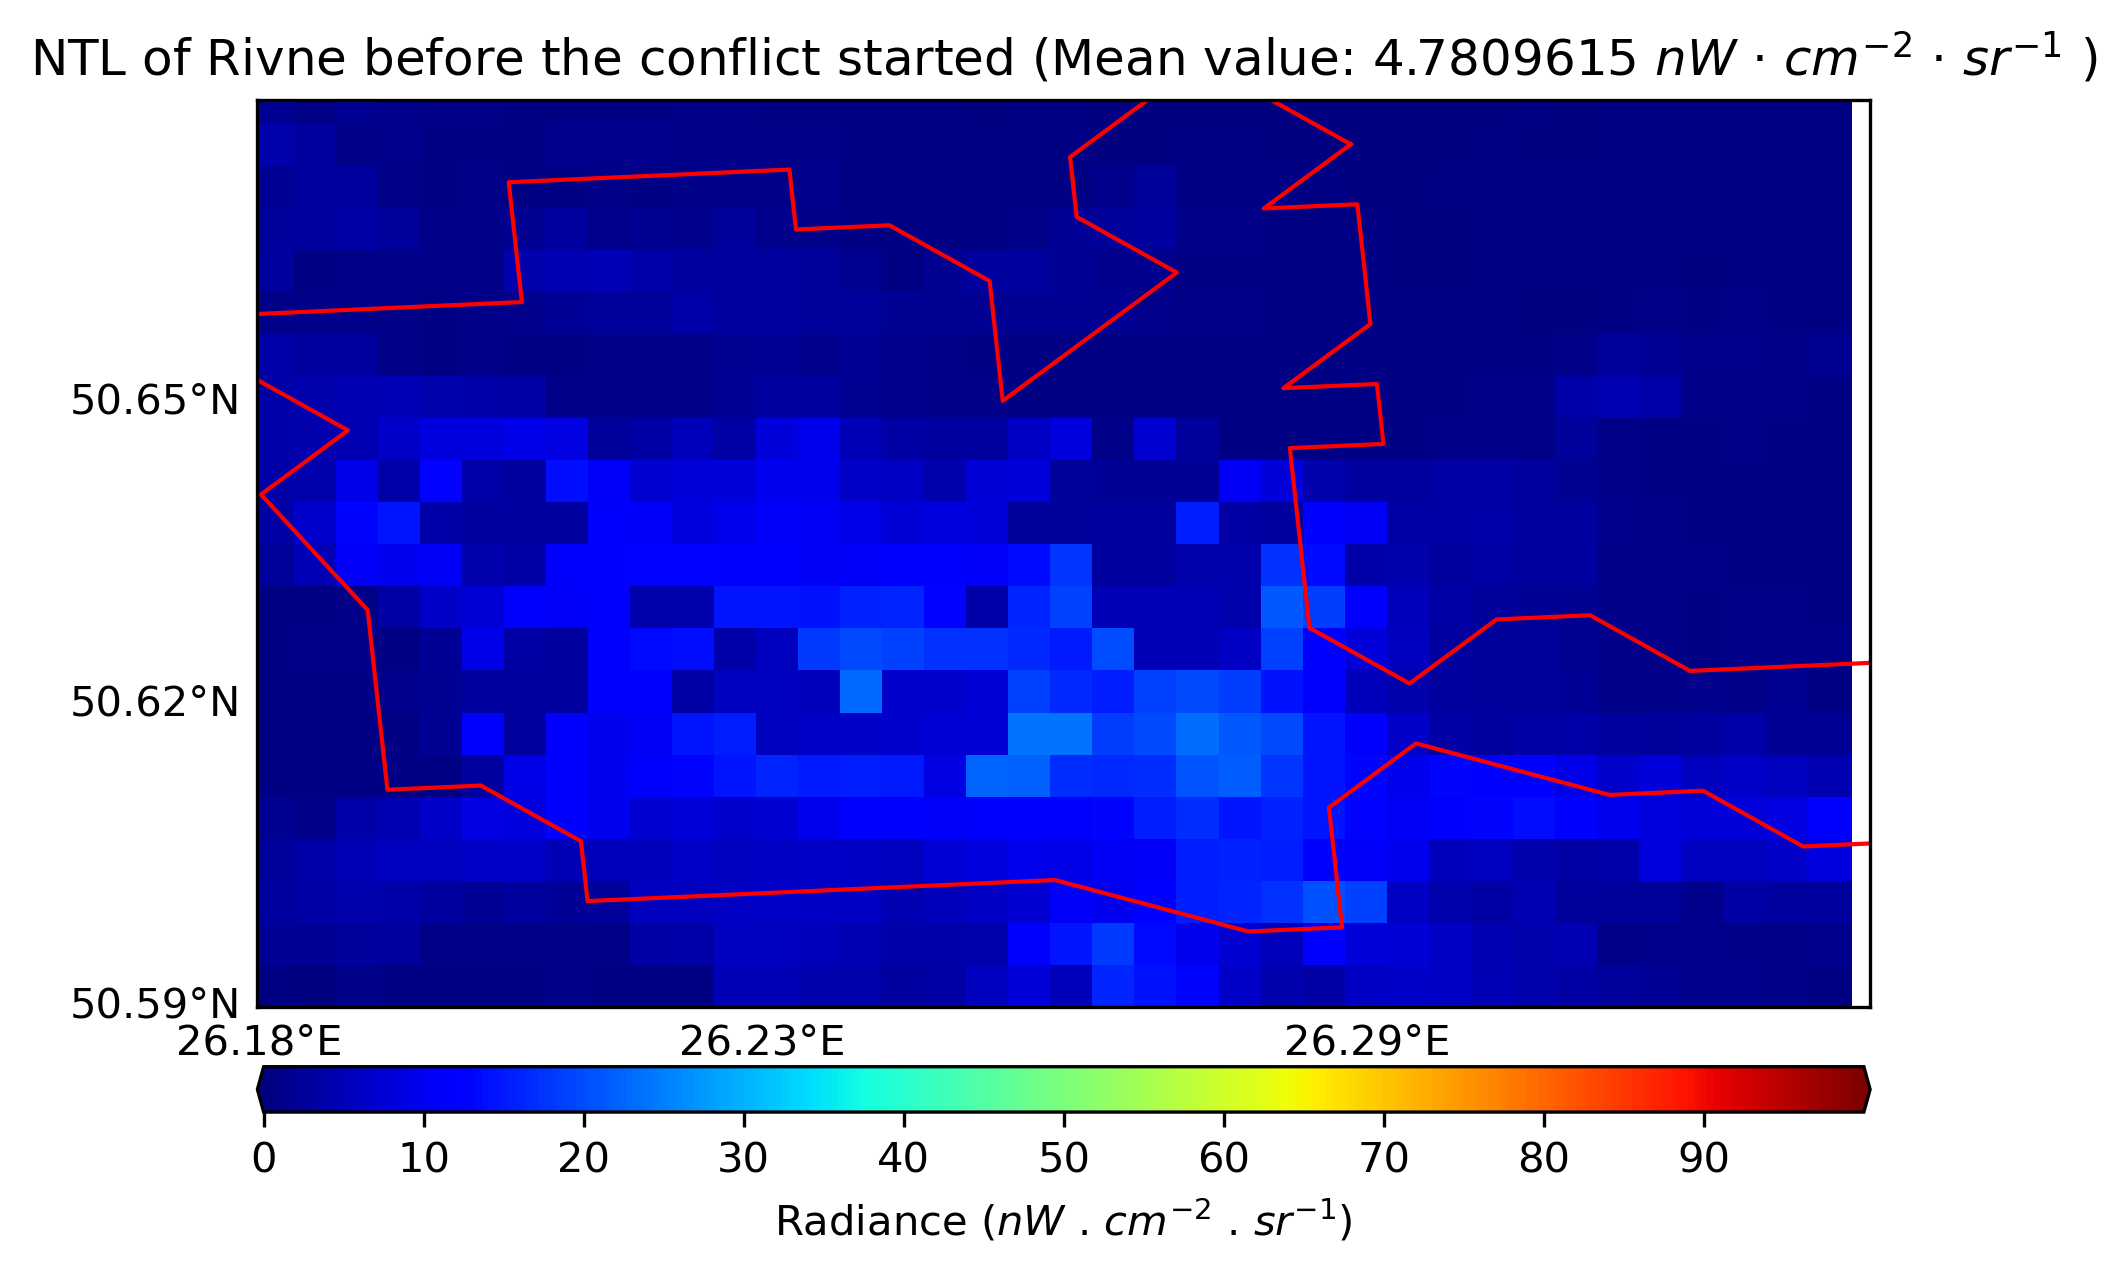 NTL of Rivne before the conflict started (Mean value: 4.7809615 nW · cm⁻² · sr⁻¹ )
50.65°N
50.62°N
50.59°N
26.18°E 26.23°E 26.29°E
0 10 20 30 40 50 60 70 80 90
Radiance (nW . cm⁻² . sr⁻¹)